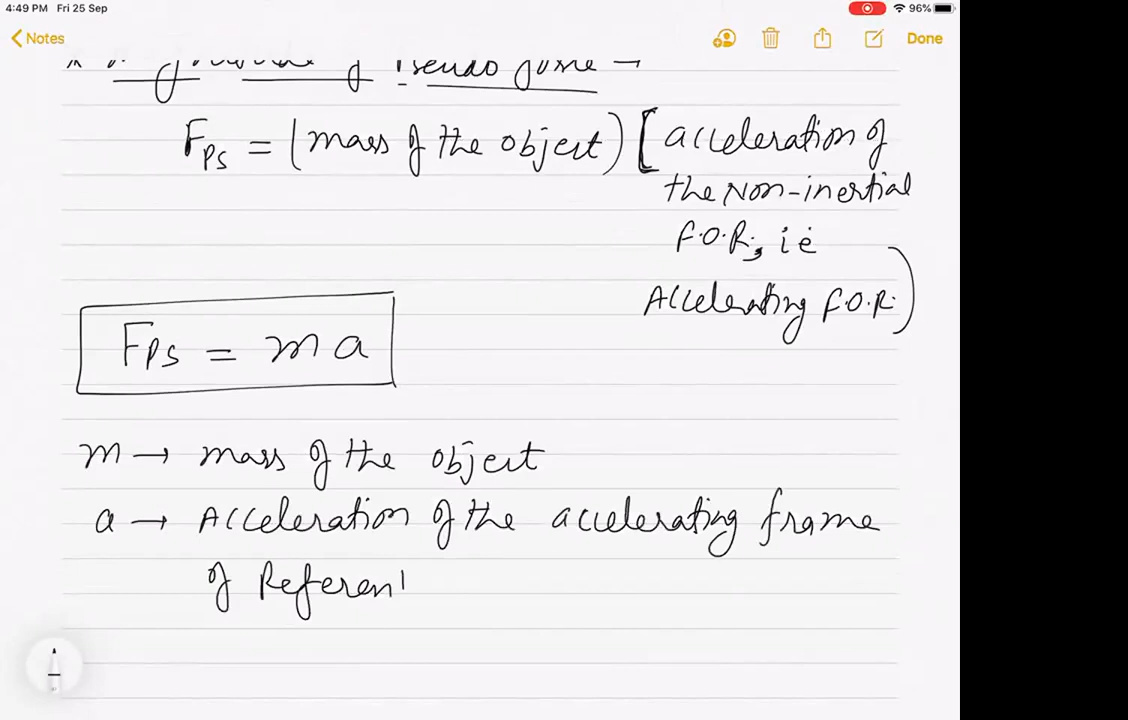 4:49 PM Fri 25 Sep
96%
Notes
Done
Pseudo
FPS = (mass of the object) [acceleration of
the Non-inertial
F.O.R., ie
Accelerating F.O.R.)
FPS = ma
m → mass of the object
a → Acceleration of the accelerating frame
of Referen